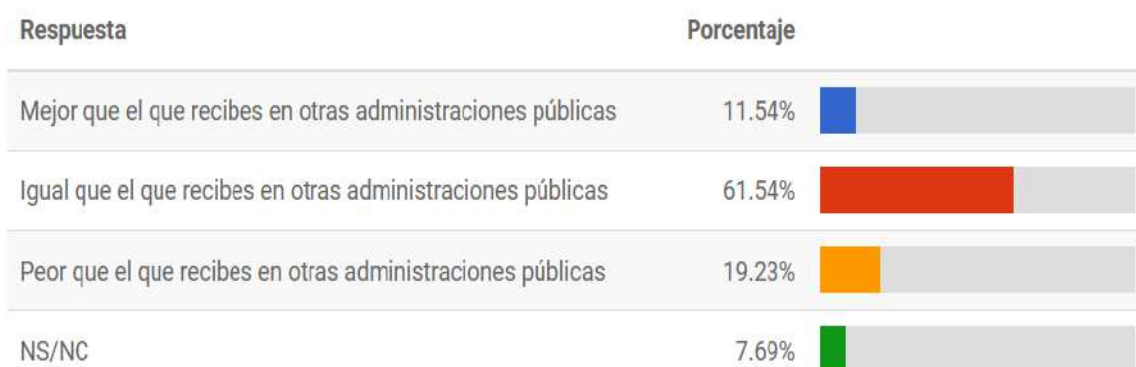 Respuesta Porcentaje
Mejor que el que recibes en otras administraciones públicas 11.54%
Igual que el que recibes en otras administraciones públicas 61.54%
Peor que el que recibes en otras administraciones públicas 19.23%
NS/NC 7.69%